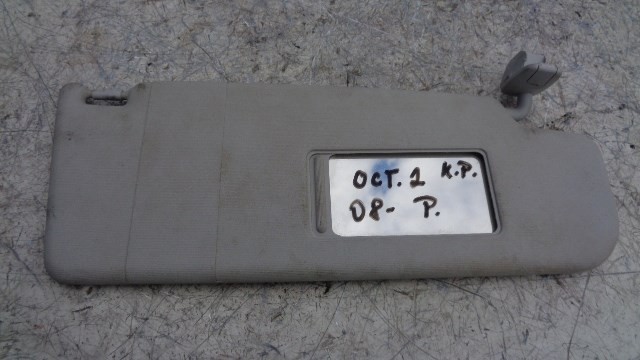 OCT. 1 K.P.
08- P.